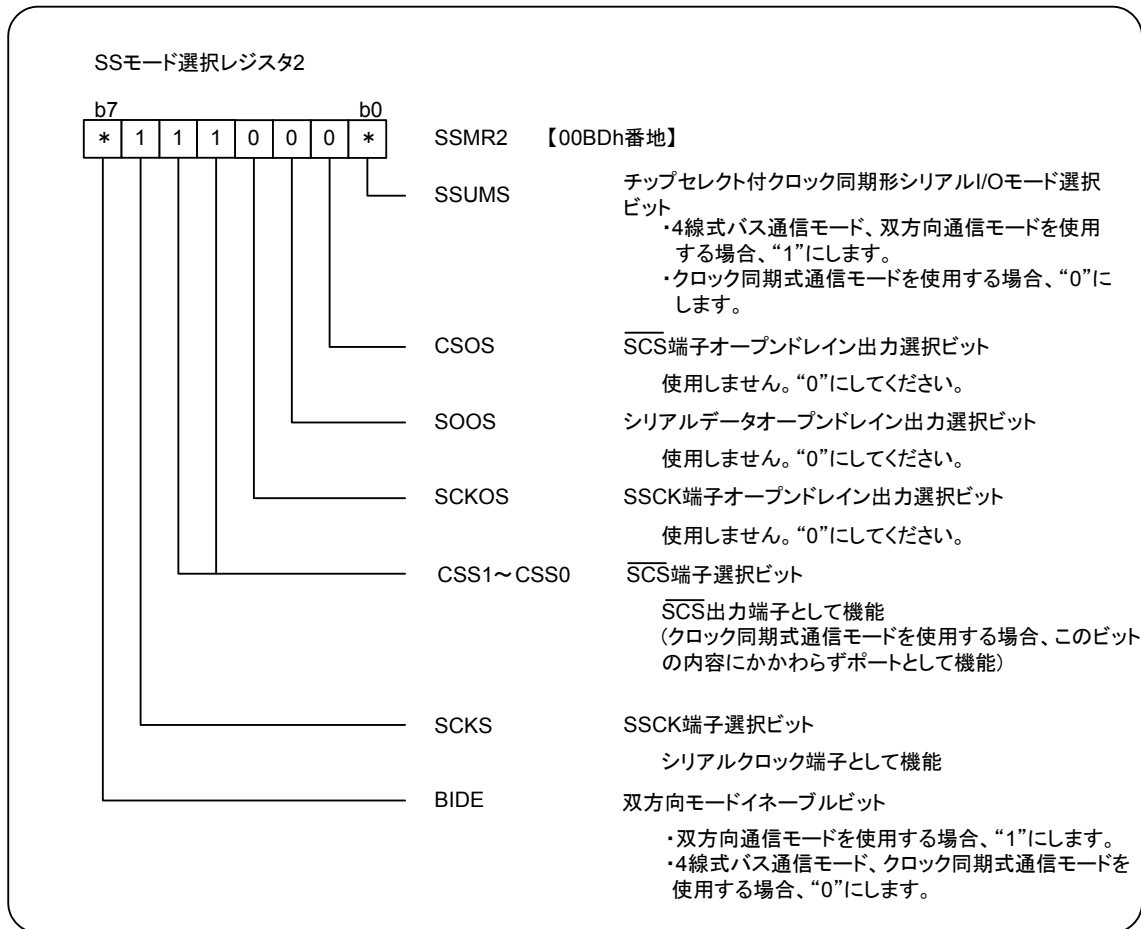 SSモード選択レジスタ2
b7 b0
* 1 1 1 0 0 0 *
SSMR2 【00BDh番地】
SSUMS チップセレクト付クロック同期形シリアルI/Oモード選択
ビット
・4線式バス通信モード、双方向通信モードを使用
する場合、“1”にします。
・クロック同期式通信モードを使用する場合、“0”に
します。
CSOS SCS端子オープンドレイン出力選択ビット
使用しません。“0”にしてください。
SOOS シリアルデータオープンドレイン出力選択ビット
使用しません。“0”にしてください。
SCKOS SSCK端子オープンドレイン出力選択ビット
使用しません。“0”にしてください。
CSS1～CSS0 SCS端子選択ビット
SCS出力端子として機能
(クロック同期式通信モードを使用する場合、このビット
の内容にかかわらずポートとして機能)
SCKS SSCK端子選択ビット
シリアルクロック端子として機能
BIDE 双方向モードイネーブルビット
・双方向通信モードを使用する場合、“1”にします。
・4線式バス通信モード、クロック同期式通信モードを
使用する場合、“0”にします。